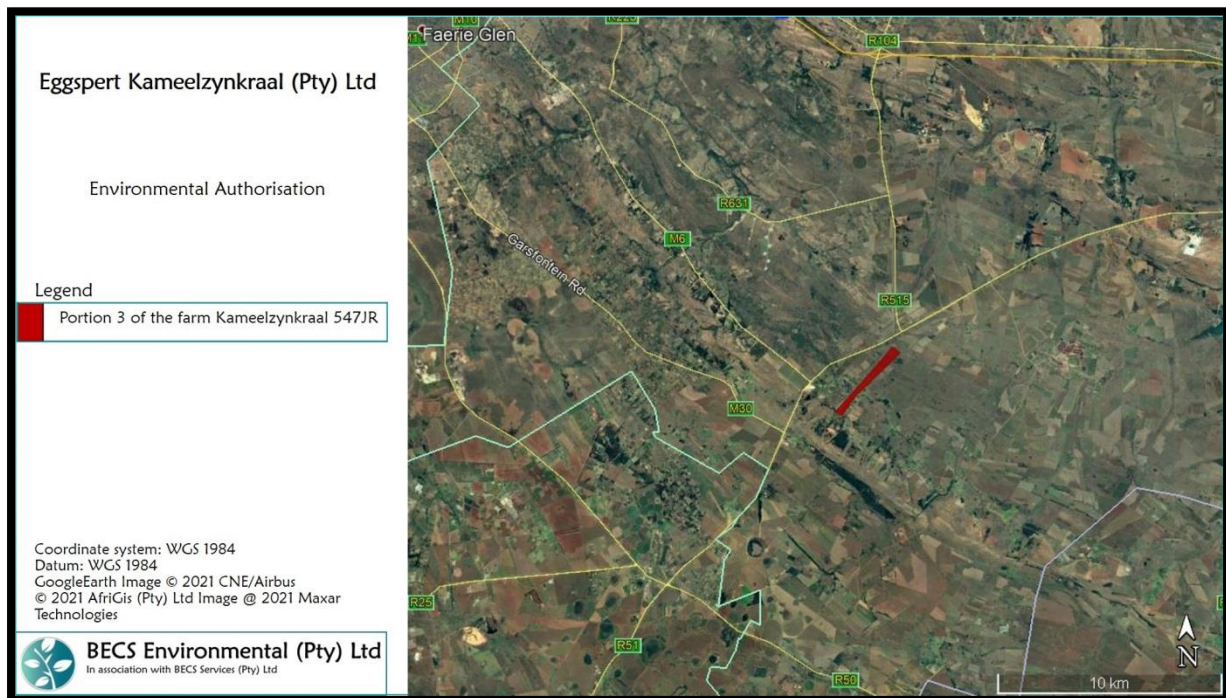 Eggspert Kameelzynkraal (Pty) Ltd
Environmental Authorisation
Legend
Portion 3 of the farm Kameelzynkraal 547JR
Coordinate system: WGS 1984
Datum: WGS 1984
GoogleEarth Image © 2021 CNE/Airbus
© 2021 AfriGis (Pty) Ltd Image @ 2021 Maxar
Technologies
BECS Environmental (Pty) Ltd
In association with BECS Services (Pty) Ltd
M10
Faerie Glen
R104
R631
M6
Garsfontein Rd
R515
M30
R25
R51
R50
N
10 km